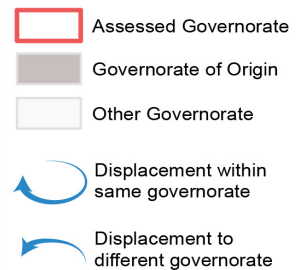 Assessed Governorate
Governorate of Origin
Other Governorate
Displacement within
same governorate
Displacement to
different governorate